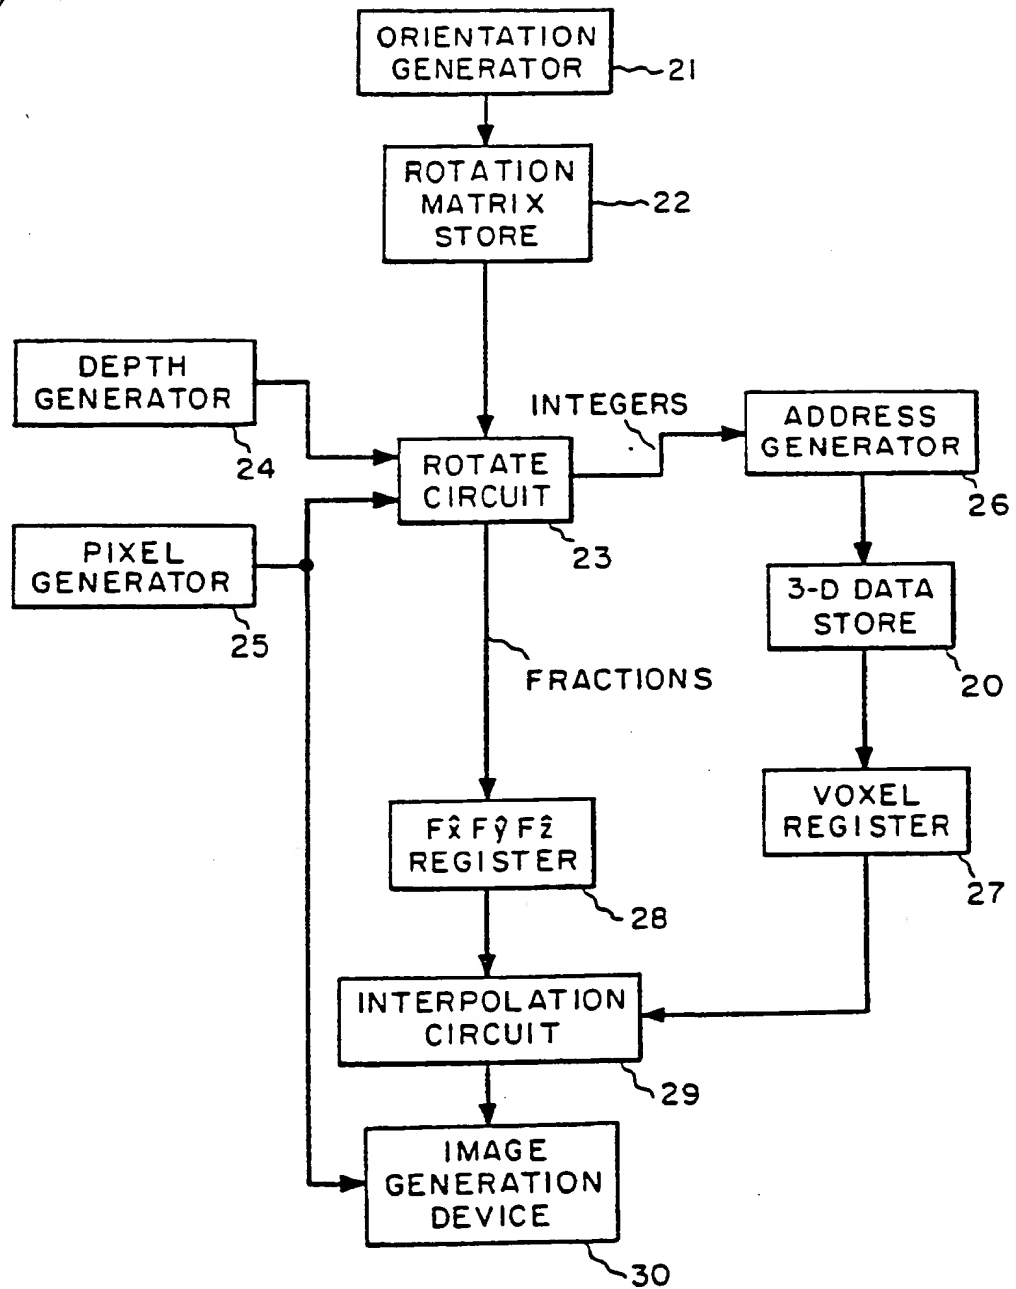 ORIENTATION
GENERATOR
21
ROTATION
MATRIX
STORE
22
DEPTH
GENERATOR
24
INTEGERS
ADDRESS
GENERATOR
26
ROTATE
CIRCUIT
23
PIXEL
GENERATOR
25
3-D DATA
STORE
20
FRACTIONS
VOXEL
REGISTER
27
Fx̂ Fŷ Fẑ
REGISTER
28
INTERPOLATION
CIRCUIT
29
IMAGE
GENERATION
DEVICE
30